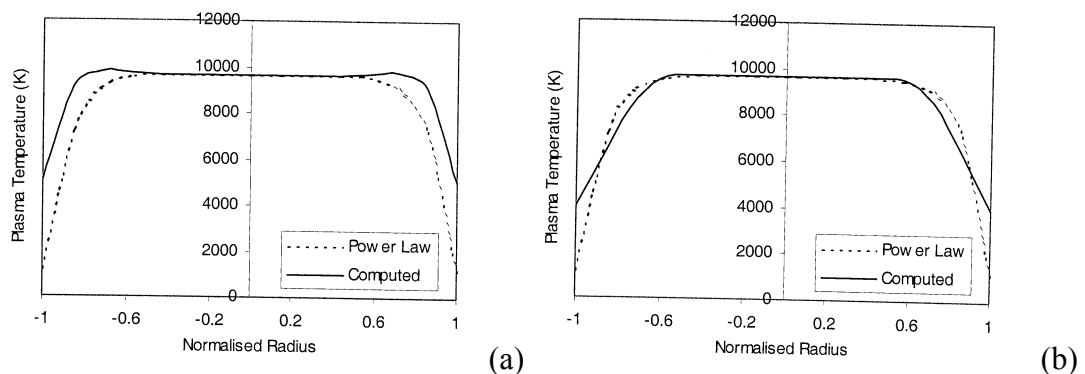 12000
10000
8000
6000
4000
2000
0
Plasma Temperature (K)
Power Law
Computed
-1
-0.6
-0.2
0.2
0.6
1
Normalised Radius
(a)
12000
10000
8000
6000
4000
2000
0
Plasma Temperature (K)
Power Law
Computed
-1
-0.6
-0.2
0.2
0.6
1
Normalised Radius
(b)